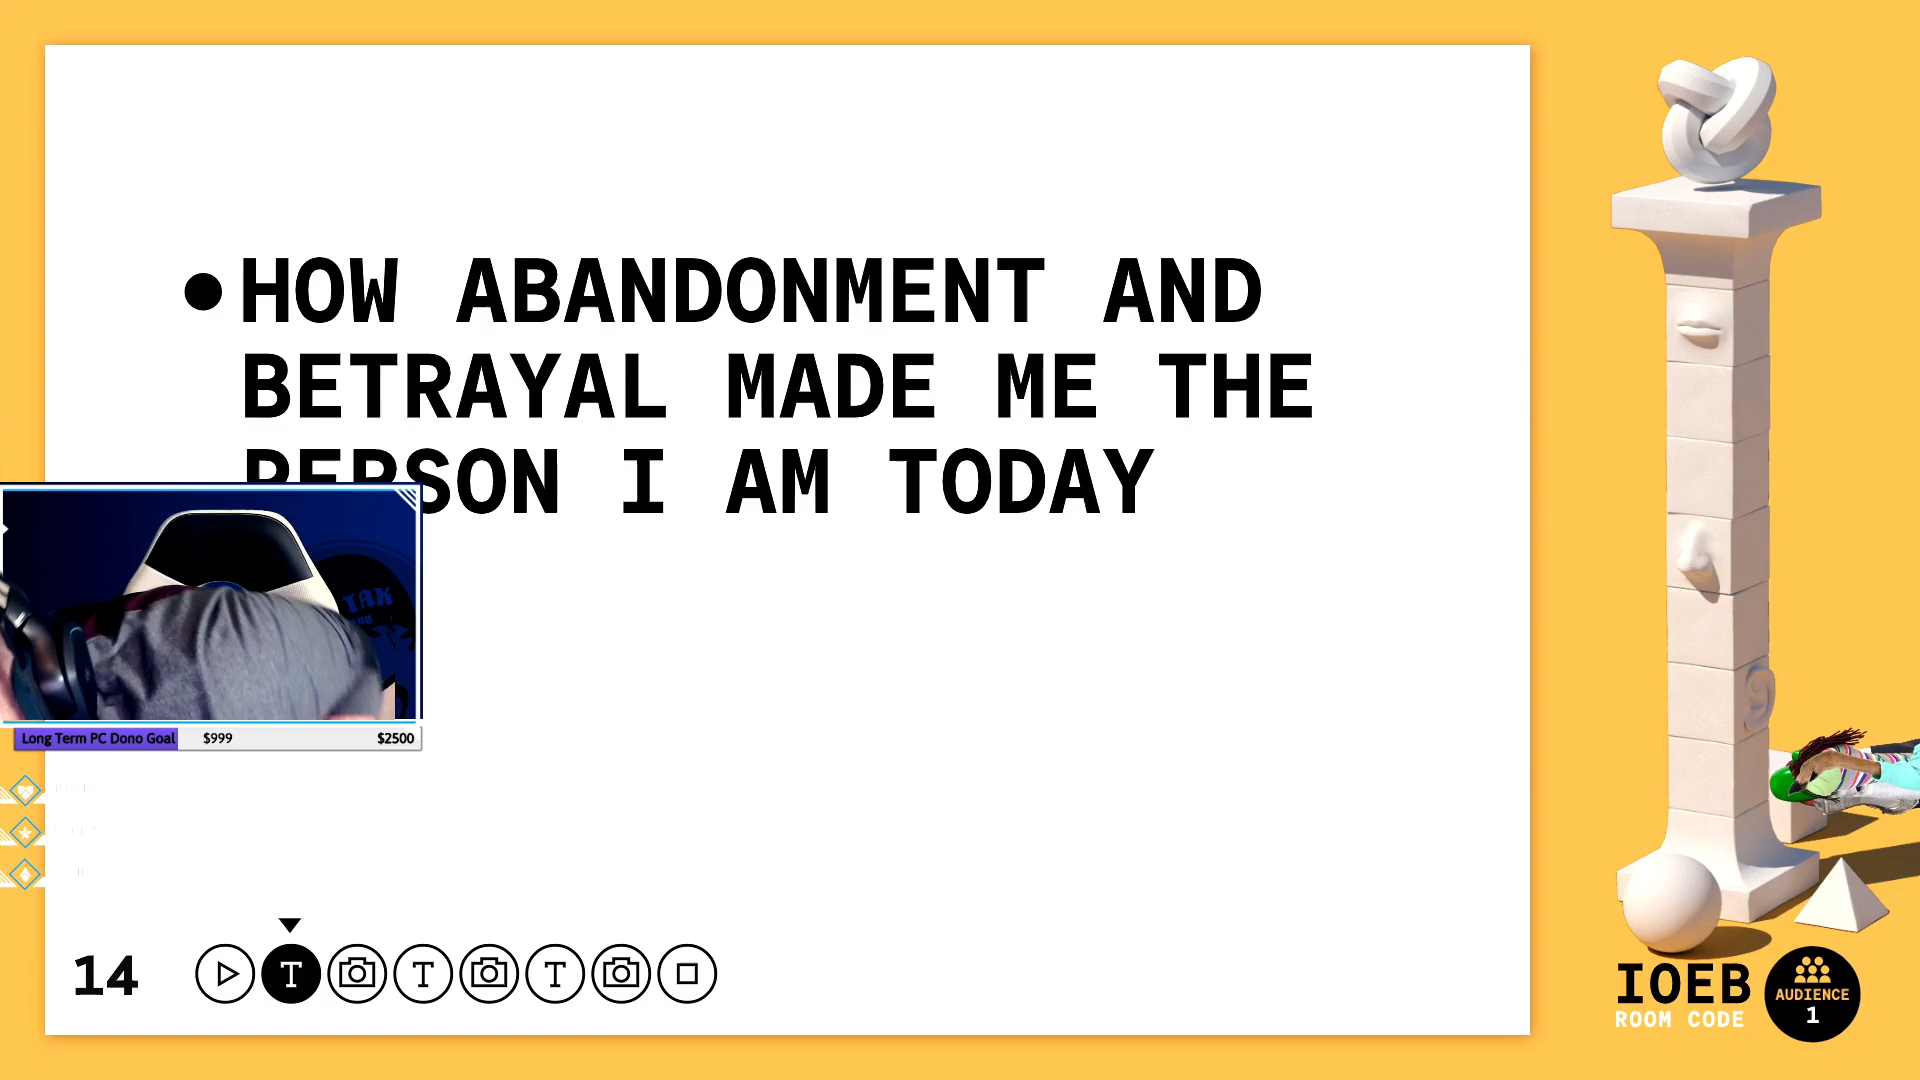 •HOW ABANDONMENT AND
BETRAYAL MADE ME THE
PERSON I AM TODAY
TAK
Long Term PC Dono Goal $999 $2500
14
T
T
T
IOEB
ROOM CODE
AUDIENCE
1